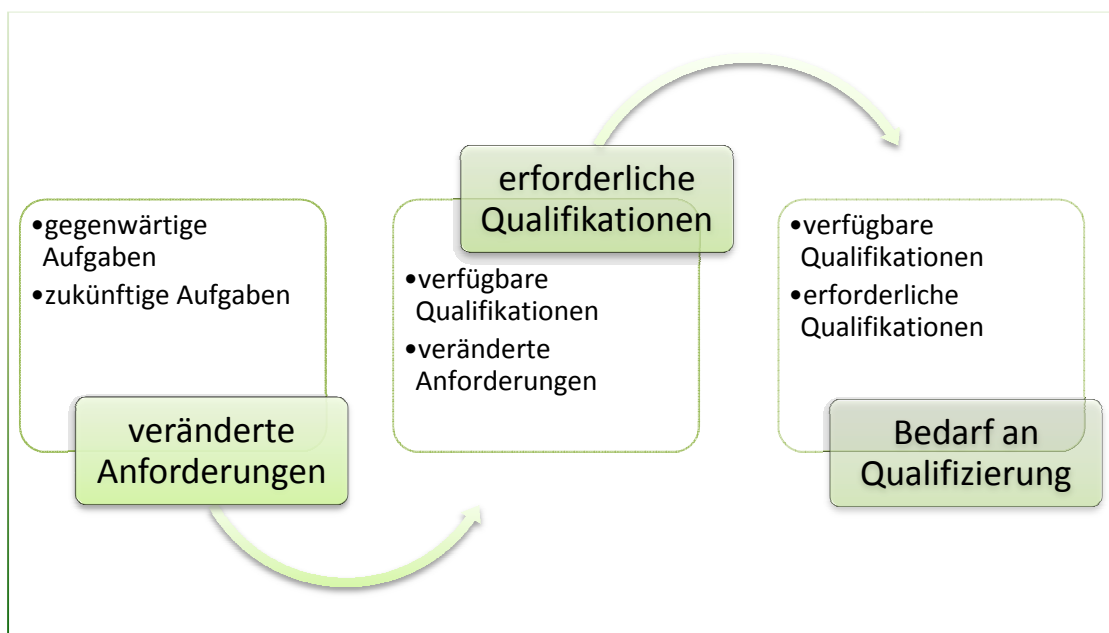 •gegenwärtige
Aufgaben
•zukünftige Aufgaben
veränderte
Anforderungen
erforderliche
Qualifikationen
•verfügbare
Qualifikationen
•veränderte
Anforderungen
•verfügbare
Qualifikationen
•erforderliche
Qualifikationen
Bedarf an
Qualifizierung